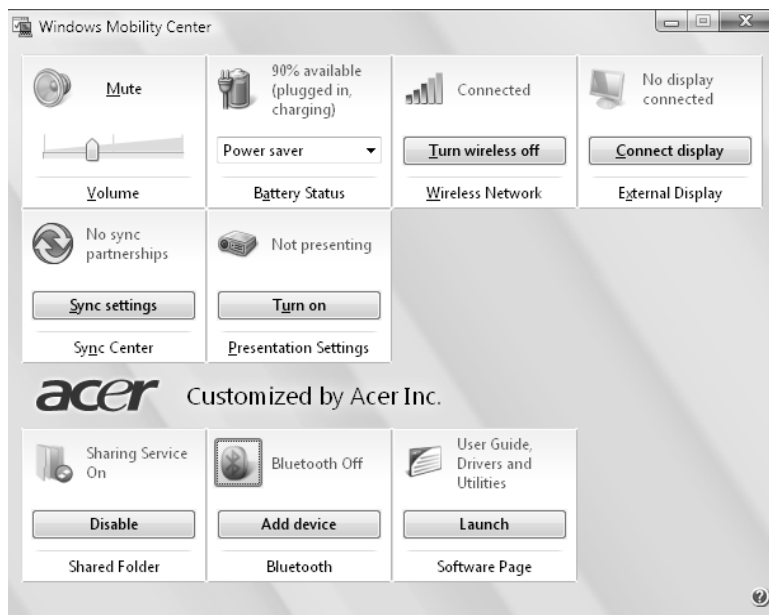 Windows Mobility Center
Mute
Volume
90% available
(plugged in,
charging)
Power saver
Battery Status
Connected
Turn wireless off
Wireless Network
No display
connected
Connect display
External Display
No sync
partnerships
Sync settings
Sync Center
Not presenting
Turn on
Presentation Settings
acer Customized by Acer Inc.
Sharing Service
On
Disable
Shared Folder
Bluetooth Off
Add device
Bluetooth
User Guide,
Drivers and
Utilities
Launch
Software Page